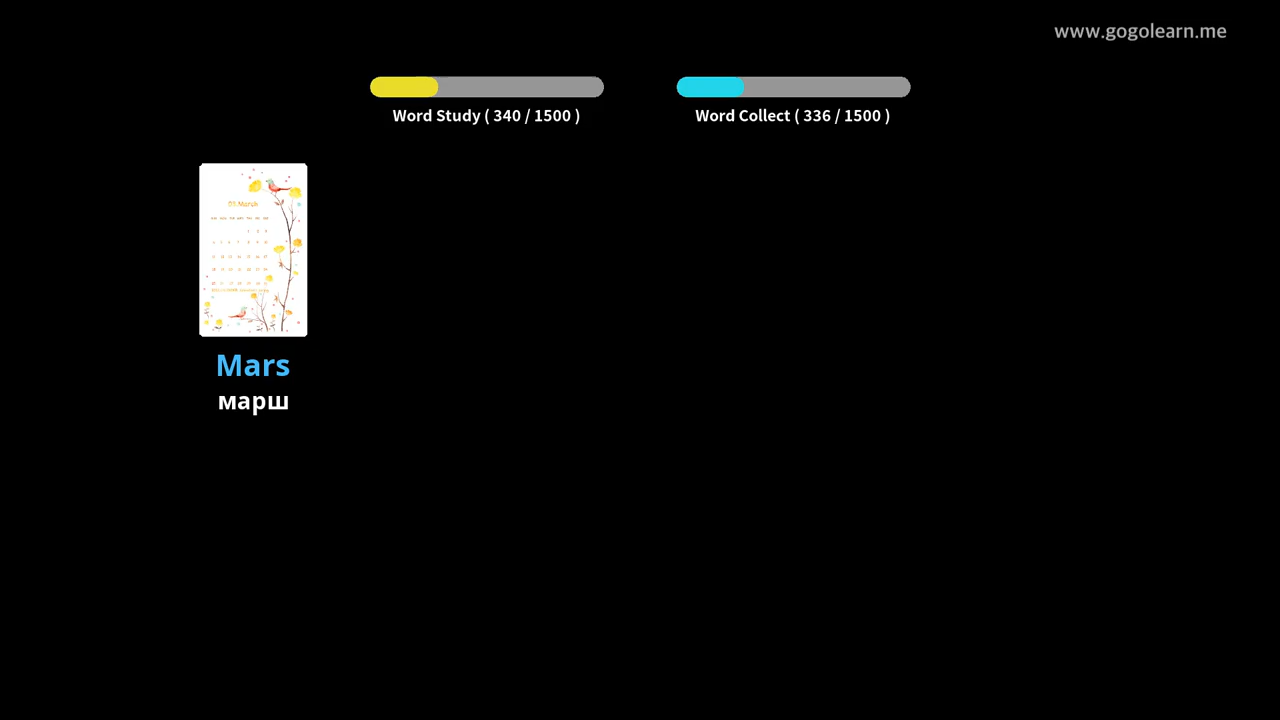 www.gogolearn.me
Word Study ( 340 / 1500 )
Word Collect ( 336 / 1500 )
03.March
Mars
марш